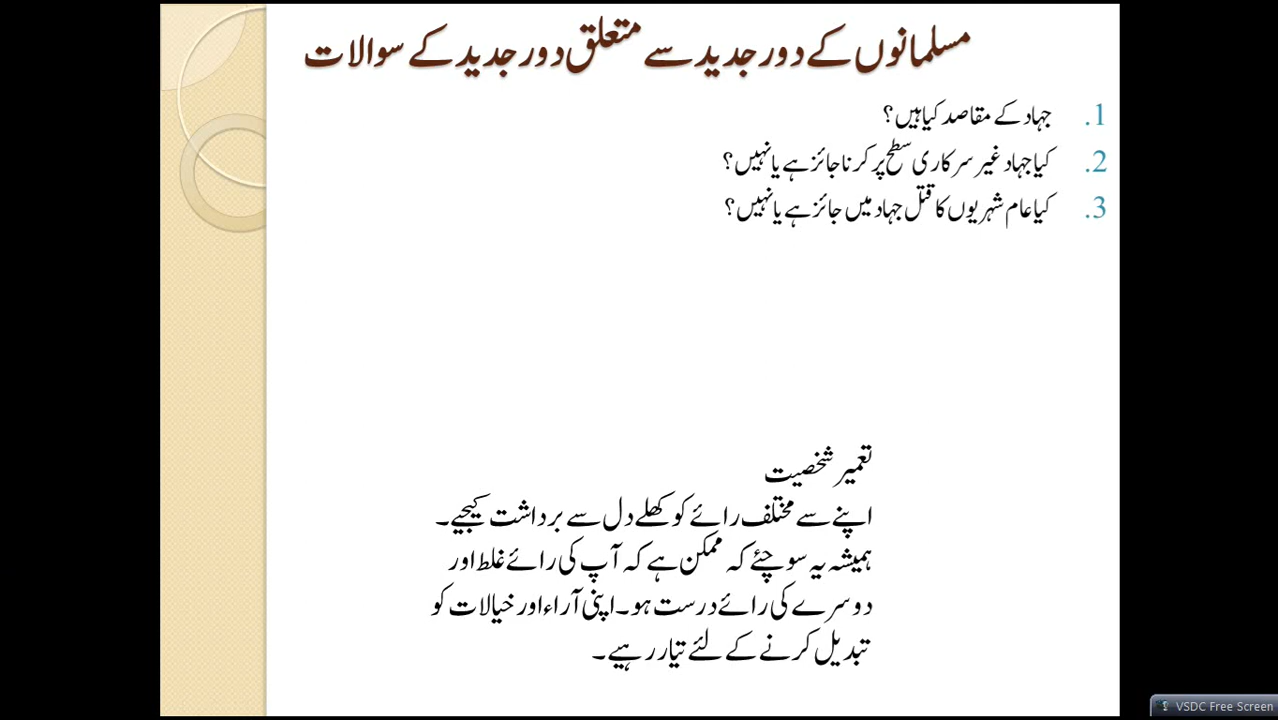 مسلمانوں کے دور جدید سے متعلق دور جدید کے سوالات
1. جہاد کے مقاصد کیا ہیں؟
2. کیا جہاد غیر سرکاری سطح پر کرنا جائز ہے یا نہیں؟
3. کیا عام شہریوں کا قتل جہاد میں جائز ہے یا نہیں؟
تعمیر شخصیت
اپنے سے مختلف رائے کو کھلے دل سے برداشت کیجیے۔
ہمیشہ یہ سوچئے کہ ممکن ہے کہ آپ کی رائے غلط اور
دوسرے کی رائے درست ہو۔ اپنی آراء اور خیالات کو
تبدیل کرنے کے لئے تیار رہیے۔
VSDC Free Screen